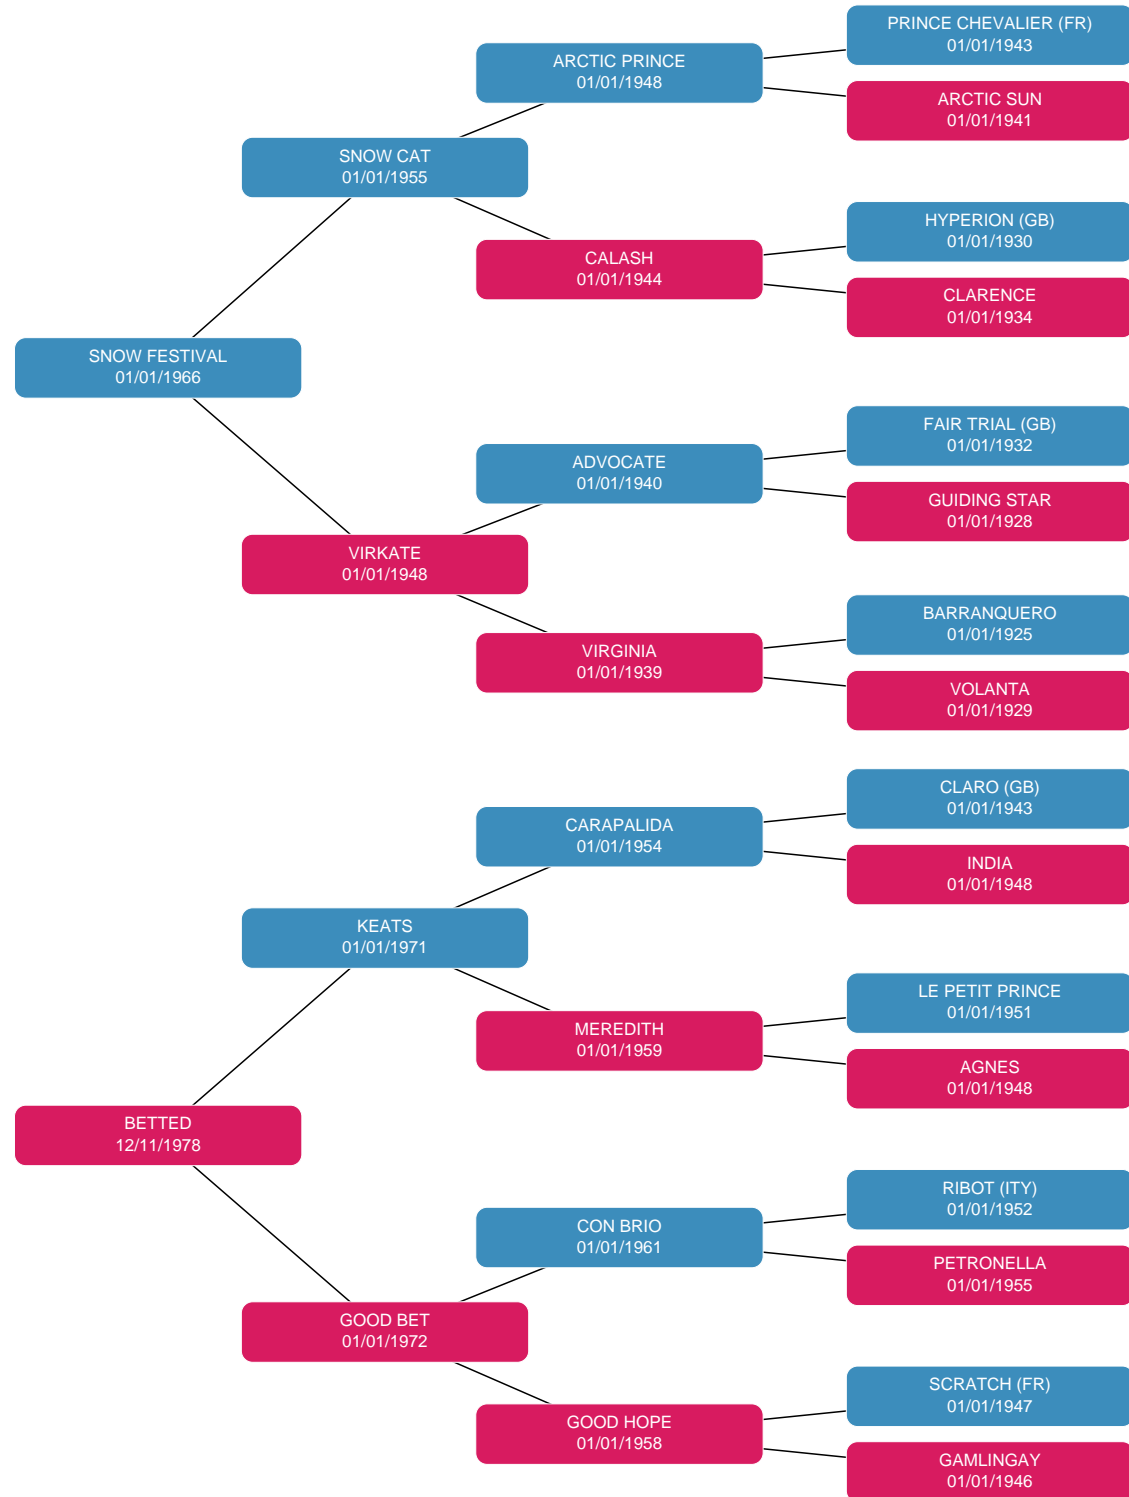 PRINCE CHEVALIER (FR)
01/01/1943
ARCTIC PRINCE
01/01/1948
ARCTIC SUN
01/01/1941
SNOW CAT
01/01/1955
HYPERION (GB)
01/01/1930
CALASH
01/01/1944
CLARENCE
01/01/1934
SNOW FESTIVAL
01/01/1966
FAIR TRIAL (GB)
01/01/1932
ADVOCATE
01/01/1940
GUIDING STAR
01/01/1928
VIRKATE
01/01/1948
BARRANQUERO
01/01/1925
VIRGINIA
01/01/1939
VOLANTA
01/01/1929
CLARO (GB)
01/01/1943
CARAPALIDA
01/01/1954
INDIA
01/01/1948
KEATS
01/01/1971
LE PETIT PRINCE
01/01/1951
MEREDITH
01/01/1959
AGNES
01/01/1948
BETTED
12/11/1978
RIBOT (ITY)
01/01/1952
CON BRIO
01/01/1961
PETRONELLA
01/01/1955
GOOD BET
01/01/1972
SCRATCH (FR)
01/01/1947
GOOD HOPE
01/01/1958
GAMLINGAY
01/01/1946